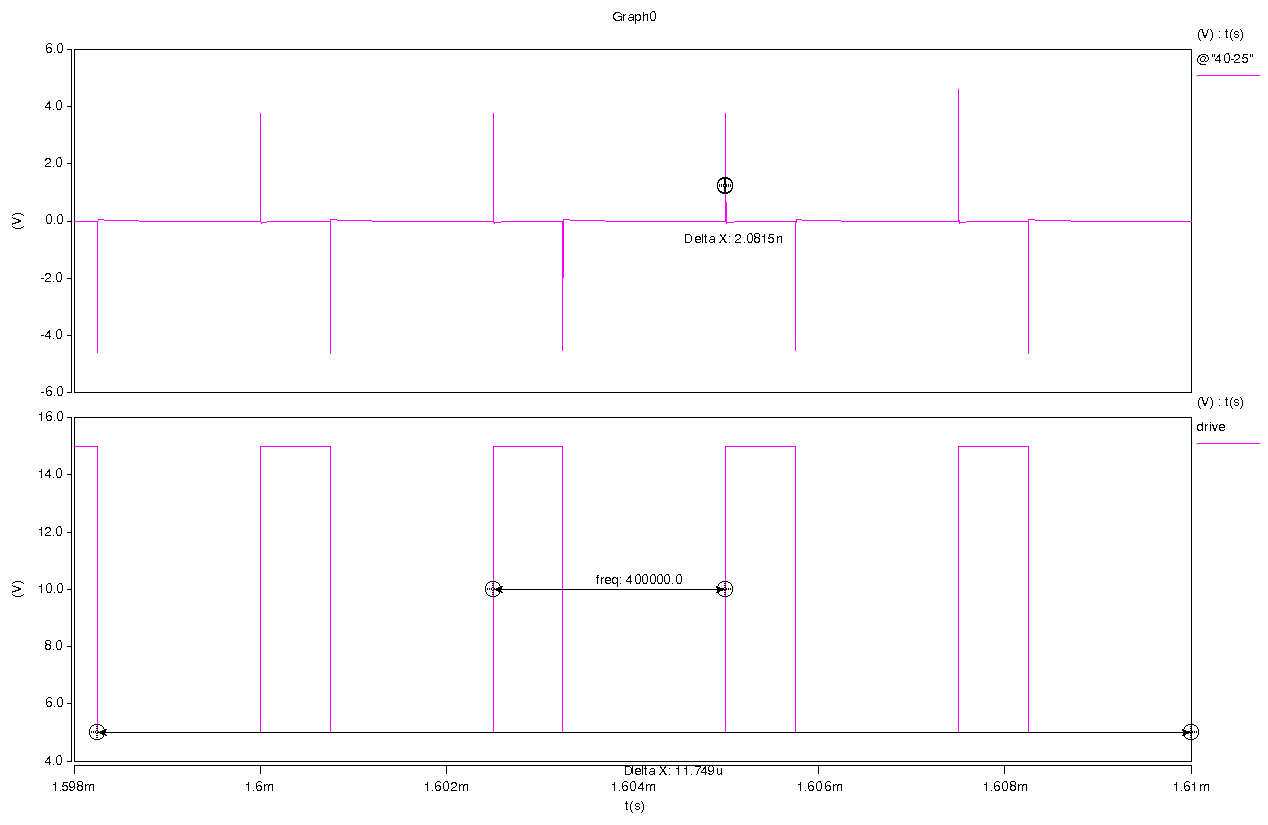 Graph0
(V) : t(s)
@"40-25"
6.0
4.0
2.0
0.0
-2.0
-4.0
-6.0
(V)
Delta X: 2.0815n
(V) : t(s)
drive
16.0
14.0
12.0
10.0
8.0
6.0
4.0
(V)
freq: 400000.0
Delta X: 11.749u
1.598m 1.6m 1.602m 1.604m 1.606m 1.608m 1.61m
t(s)